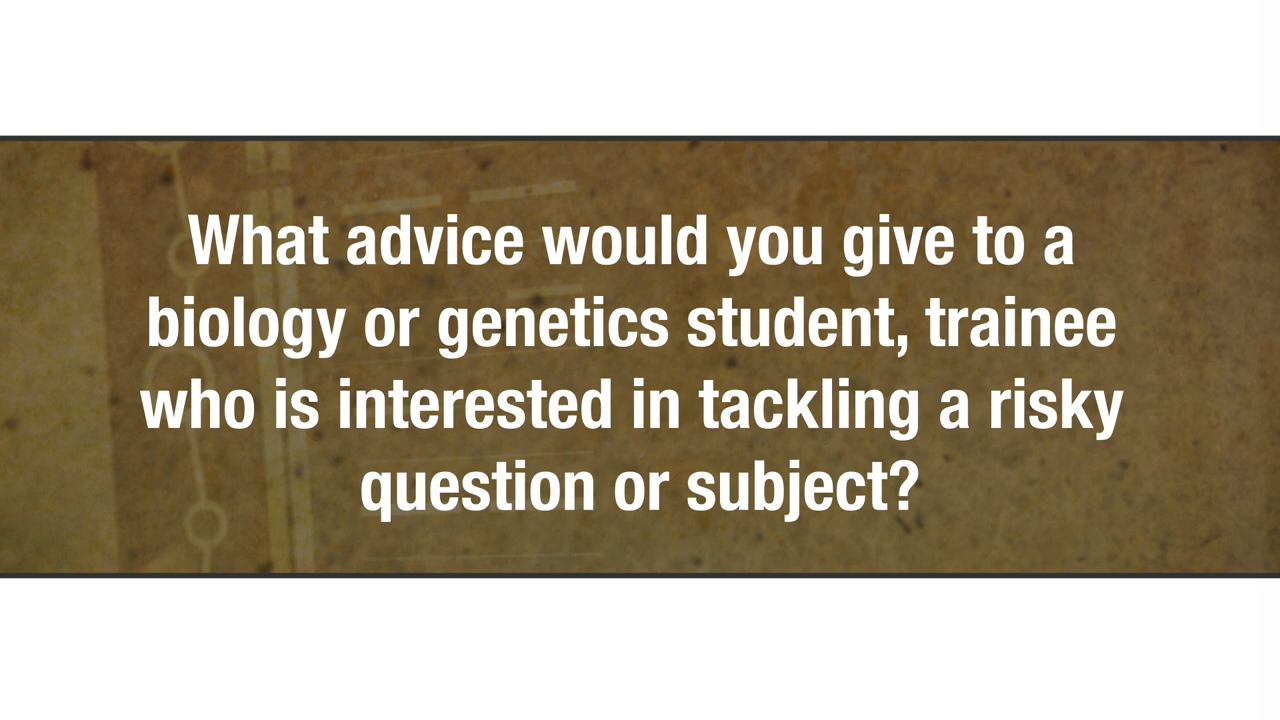 What advice would you give to a
biology or genetics student, trainee
who is interested in tackling a risky
question or subject?